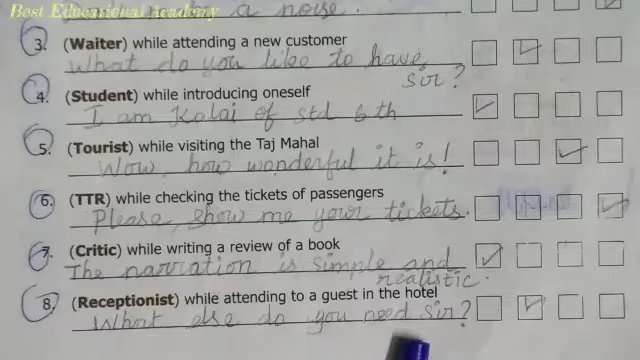 Best Educational Academy
a noise.
3. (Waiter) while attending a new customer
What do you like to have
sir?
4. (Student) while introducing oneself
I am Kalai of std 6 th
5. (Tourist) while visiting the Taj Mahal
Wow, how wonderful it is!
6. (TTR) while checking the tickets of passengers
Please, show me your tickets.
7. (Critic) while writing a review of a book
The narration is simple and
realistic.
8. (Receptionist) while attending to a guest in the hotel
What else do you need sir?